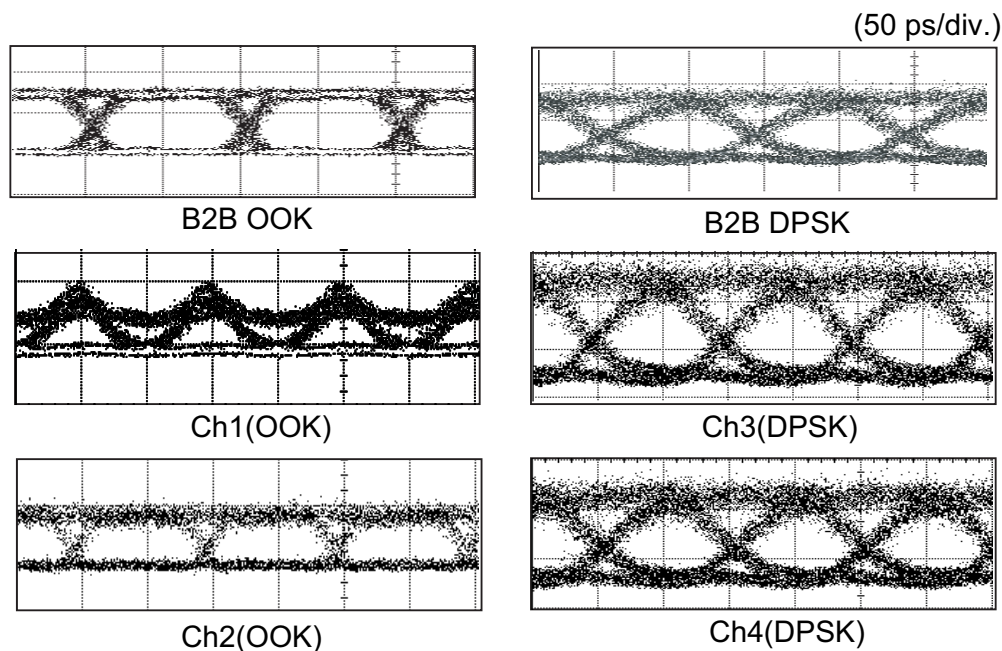 (50 ps/div.)
B2B OOK
B2B DPSK
Ch1(OOK)
Ch3(DPSK)
Ch2(OOK)
Ch4(DPSK)